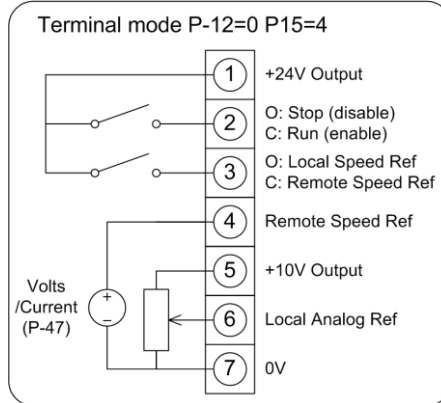 Terminal mode P-12=0 P15=4
1 +24V Output
2 O: Stop (disable)
C: Run (enable)
3 O: Local Speed Ref
C: Remote Speed Ref
4 Remote Speed Ref
5 +10V Output
Volts
/Current
(P-47)
+
−
6 Local Analog Ref
7 0V